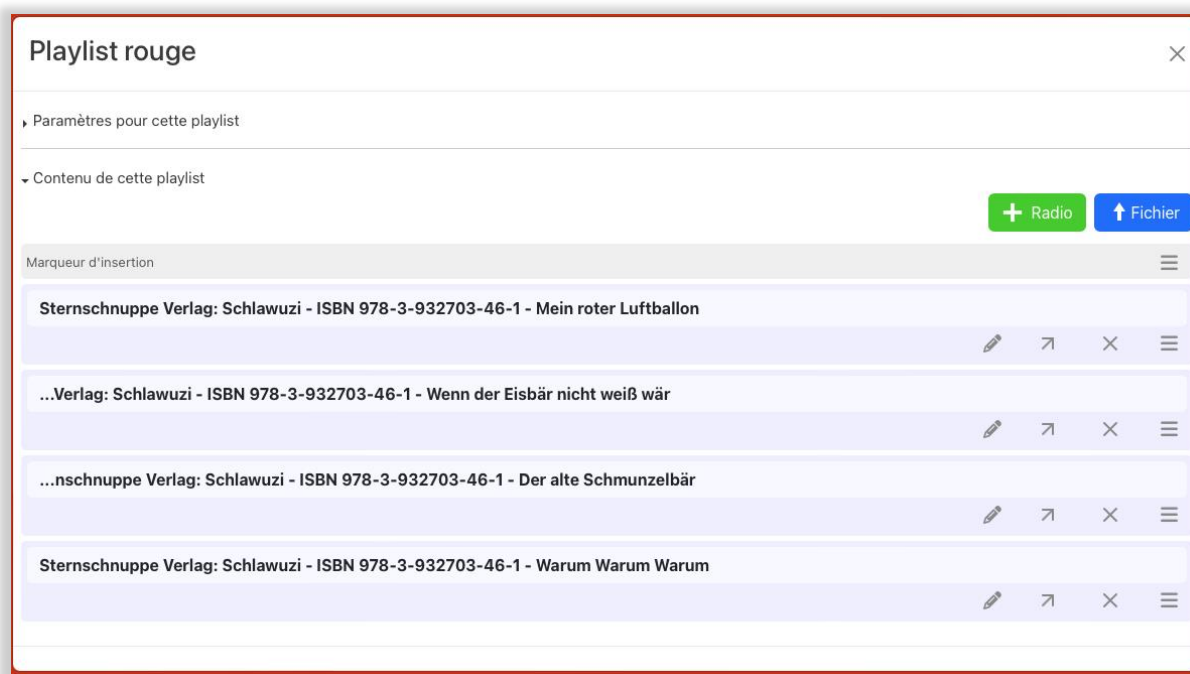 Playlist rouge
Paramètres pour cette playlist
Contenu de cette playlist
Radio
Fichier
Marqueur d'insertion
Sternschnuppe Verlag: Schlawuzi - ISBN 978-3-932703-46-1 - Mein roter Luftballon
...Verlag: Schlawuzi - ISBN 978-3-932703-46-1 - Wenn der Eisbär nicht weiß wär
...nschnuppe Verlag: Schlawuzi - ISBN 978-3-932703-46-1 - Der alte Schmunzelbär
Sternschnuppe Verlag: Schlawuzi - ISBN 978-3-932703-46-1 - Warum Warum Warum